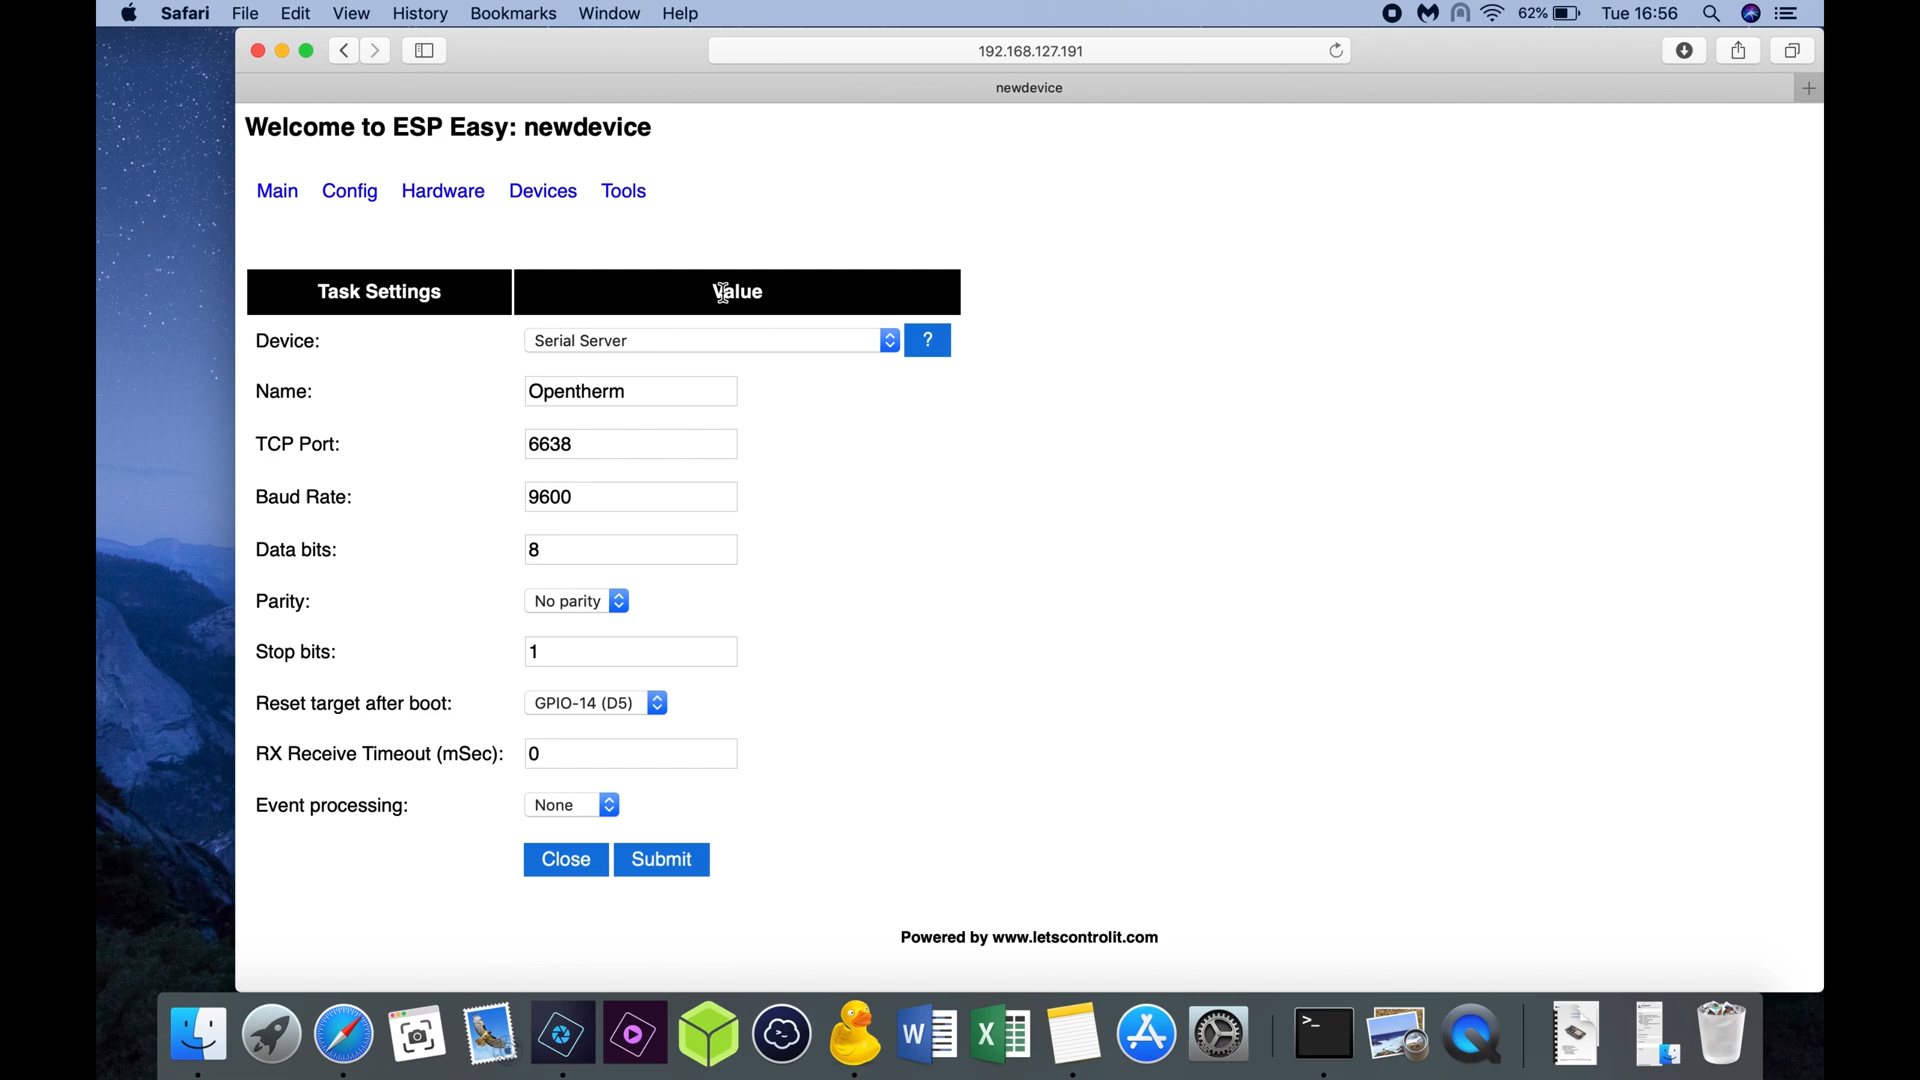 Safari File Edit View History Bookmarks Window Help 62% Tue 16:56
192.168.127.191
newdevice
Welcome to ESP Easy: newdevice
Main Config Hardware Devices Tools
Task Settings Value
Device: Serial Server ?
Name: Opentherm
TCP Port: 6638
Baud Rate: 9600
Data bits: 8
Parity: No parity
Stop bits: 1
Reset target after boot: GPIO-14 (D5)
RX Receive Timeout (mSec): 0
Event processing: None
Close Submit
Powered by www.letscontrolit.com